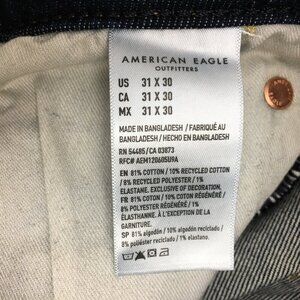 AMERICAN EAGLE
OUTFITTERS
US 31 X 30
CA 31 X 30
MX 31 X 30
MADE IN BANGLADESH / FABRIQUÉ AU
BANGLADESH / HECHO EN BANGLADESH
RN 54485/CA 03873
RFC# AEM120605U9A
EN 81% COTTON / 10% RECYCLED COTTON
/ 8% RECYCLED POLYESTER / 1%
ELASTANE. EXCLUSIVE OF DECORATION.
FR 81% COTON / 10% COTON RECYCLÉ /
8% POLYESTER RÉGÉNÉRÉ / 1%
ÉLASTHANNE. À L'EXCEPTION DE LA
GARNITURE.
SP 81% algodón / 10% algodón reciclado /
8% poliéster reciclado / 1% elastano.